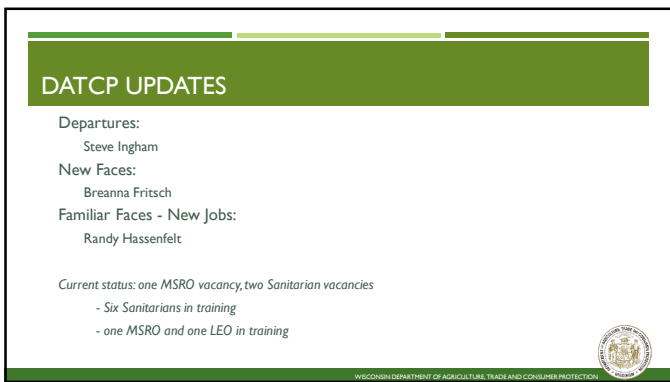 DATCP UPDATES
Departures:
Steve Ingham
New Faces:
Breanna Fritsch
Familiar Faces - New Jobs:
Randy Hassenfelt
Current status: one MSRO vacancy, two Sanitarian vacancies
- Six Sanitarians in training
- one MSRO and one LEO in training
WISCONSIN DEPARTMENT OF AGRICULTURE, TRADE AND CONSUMER PROTECTION